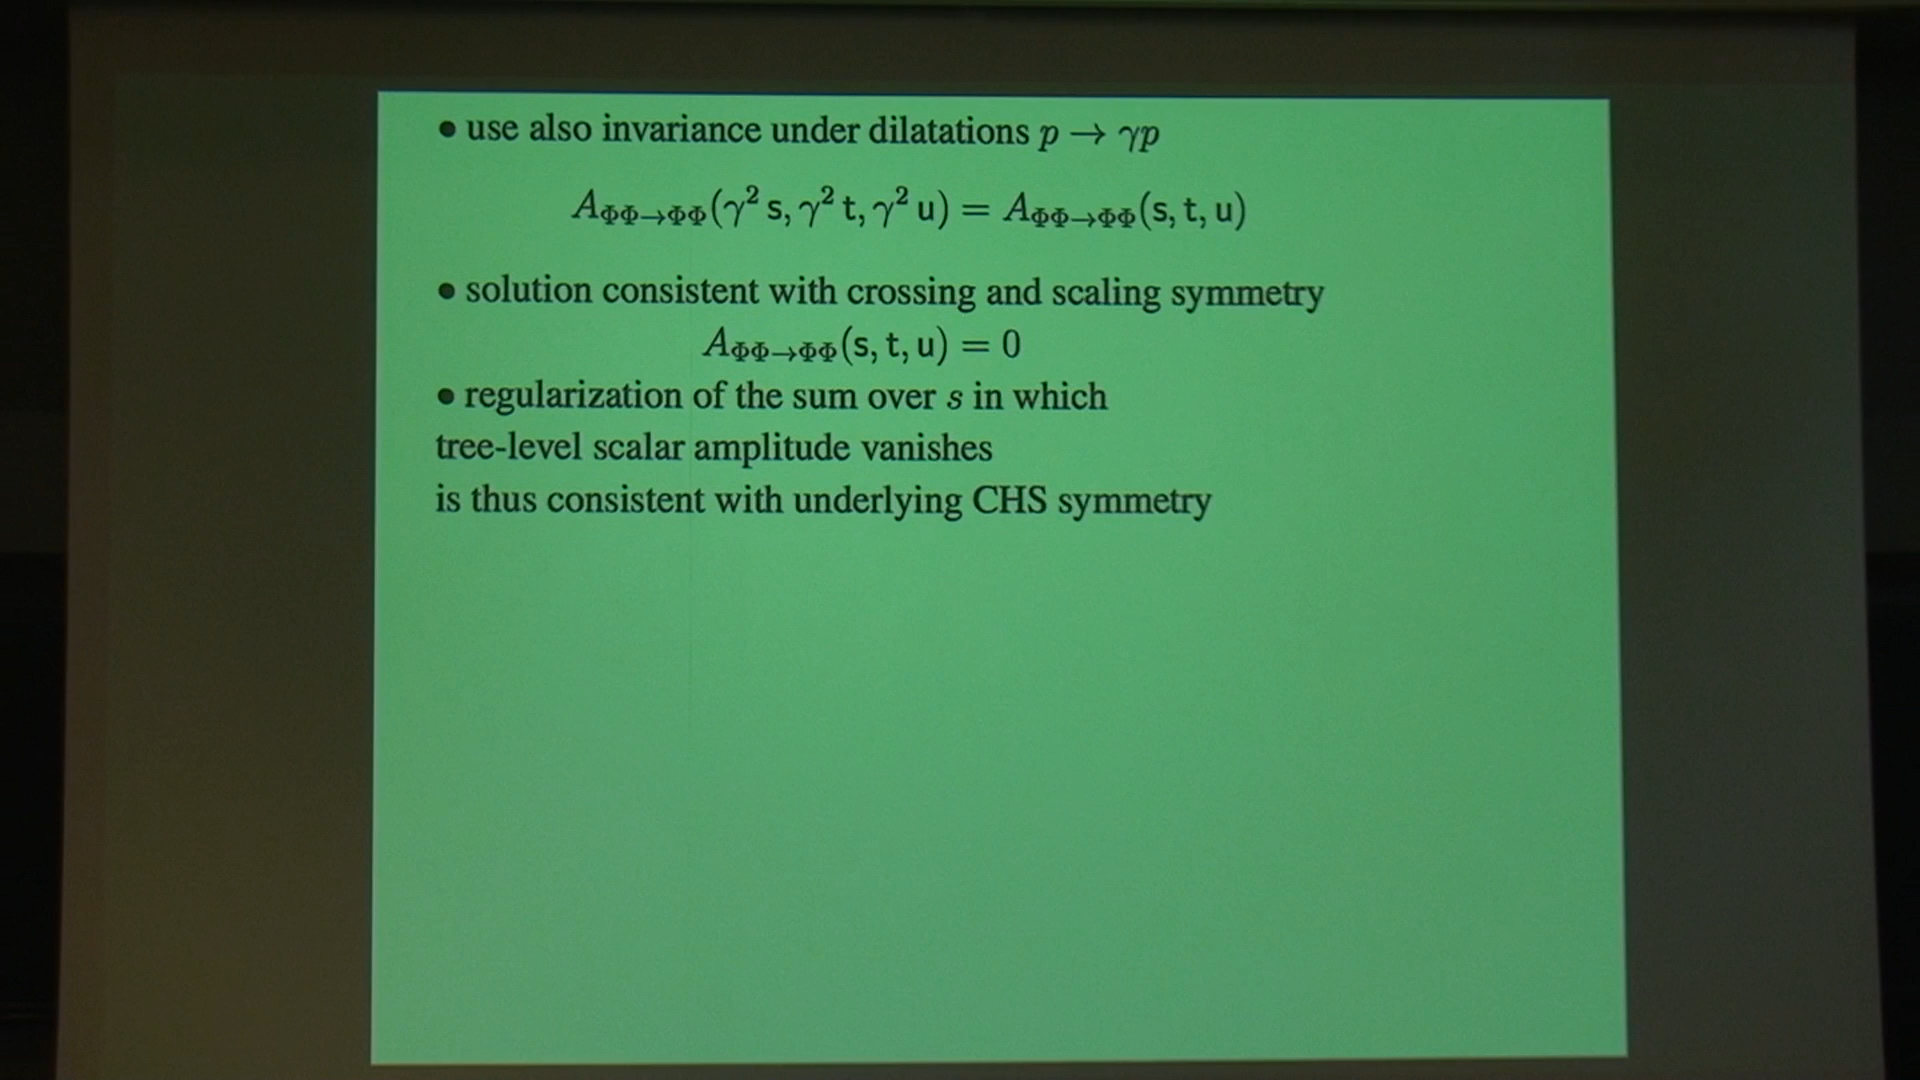 • use also invariance under dilatations p → γp
A_{ΦΦ→ΦΦ}(γ² s, γ² t, γ² u) = A_{ΦΦ→ΦΦ}(s, t, u)
• solution consistent with crossing and scaling symmetry
A_{ΦΦ→ΦΦ}(s, t, u) = 0
• regularization of the sum over s in which
tree-level scalar amplitude vanishes
is thus consistent with underlying CHS symmetry